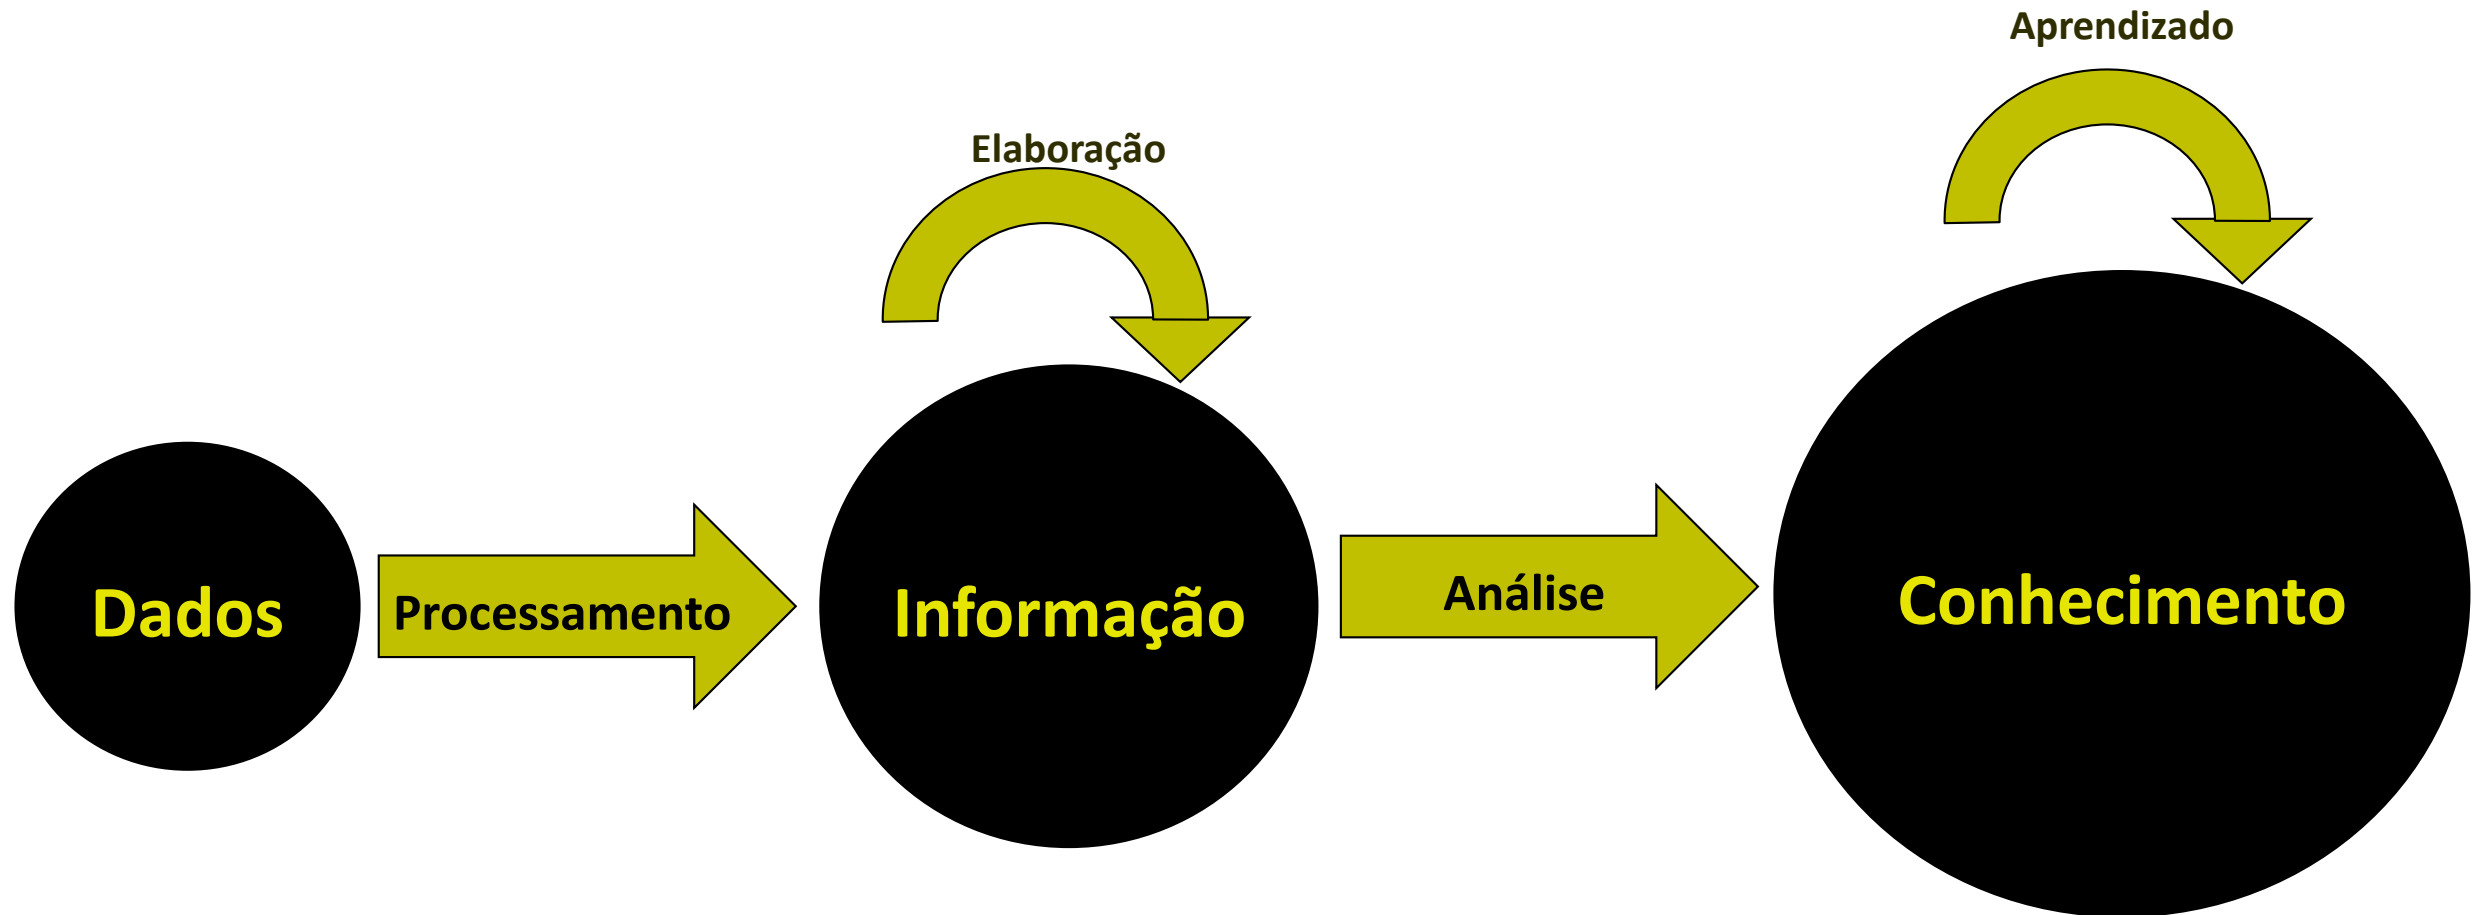 Aprendizado
Elaboração
Dados
Processamento
Informação
Análise
Conhecimento